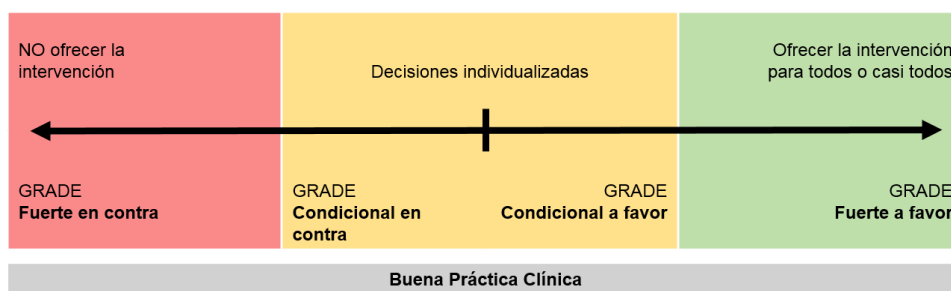 NO ofrecer la
intervención
Decisiones individualizadas
Ofrecer la intervención
para todos o casi todos
GRADE
Fuerte en contra
GRADE
Condicional en
contra
GRADE
Condicional a favor
GRADE
Fuerte a favor
Buena Práctica Clínica